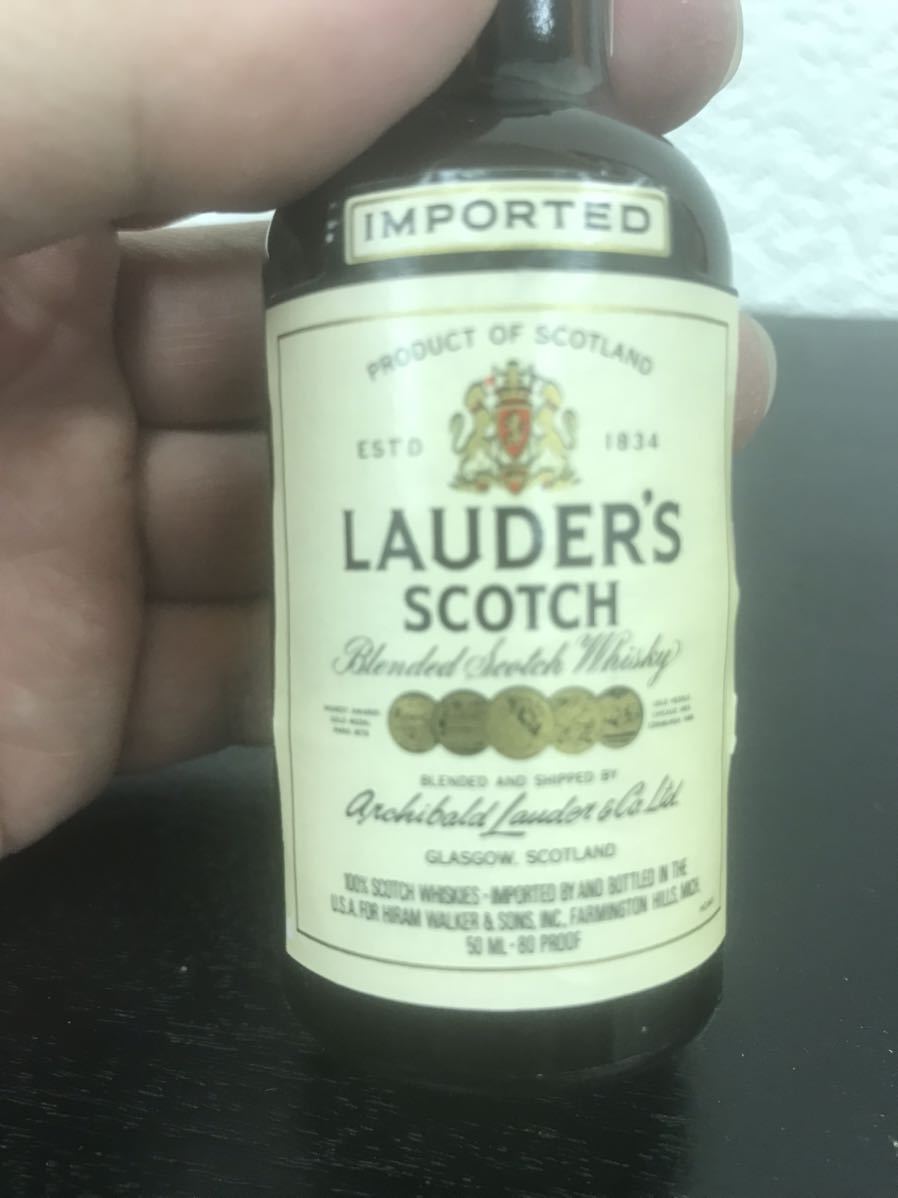 IMPORTED
PRODUCT OF SCOTLAND
EST'D 1834
LAUDER'S
SCOTCH
Blended Scotch Whisky
BLENDED AND SHIPPED BY
Archibald Lauder & Co. Ltd.
GLASGOW, SCOTLAND
100% SCOTCH WHISKIES - IMPORTED BY AND BOTTLED IN THE
U.S.A. FOR HIRAM WALKER & SONS, INC., FARMINGTON HILLS, MICH.
50 ML - 80 PROOF